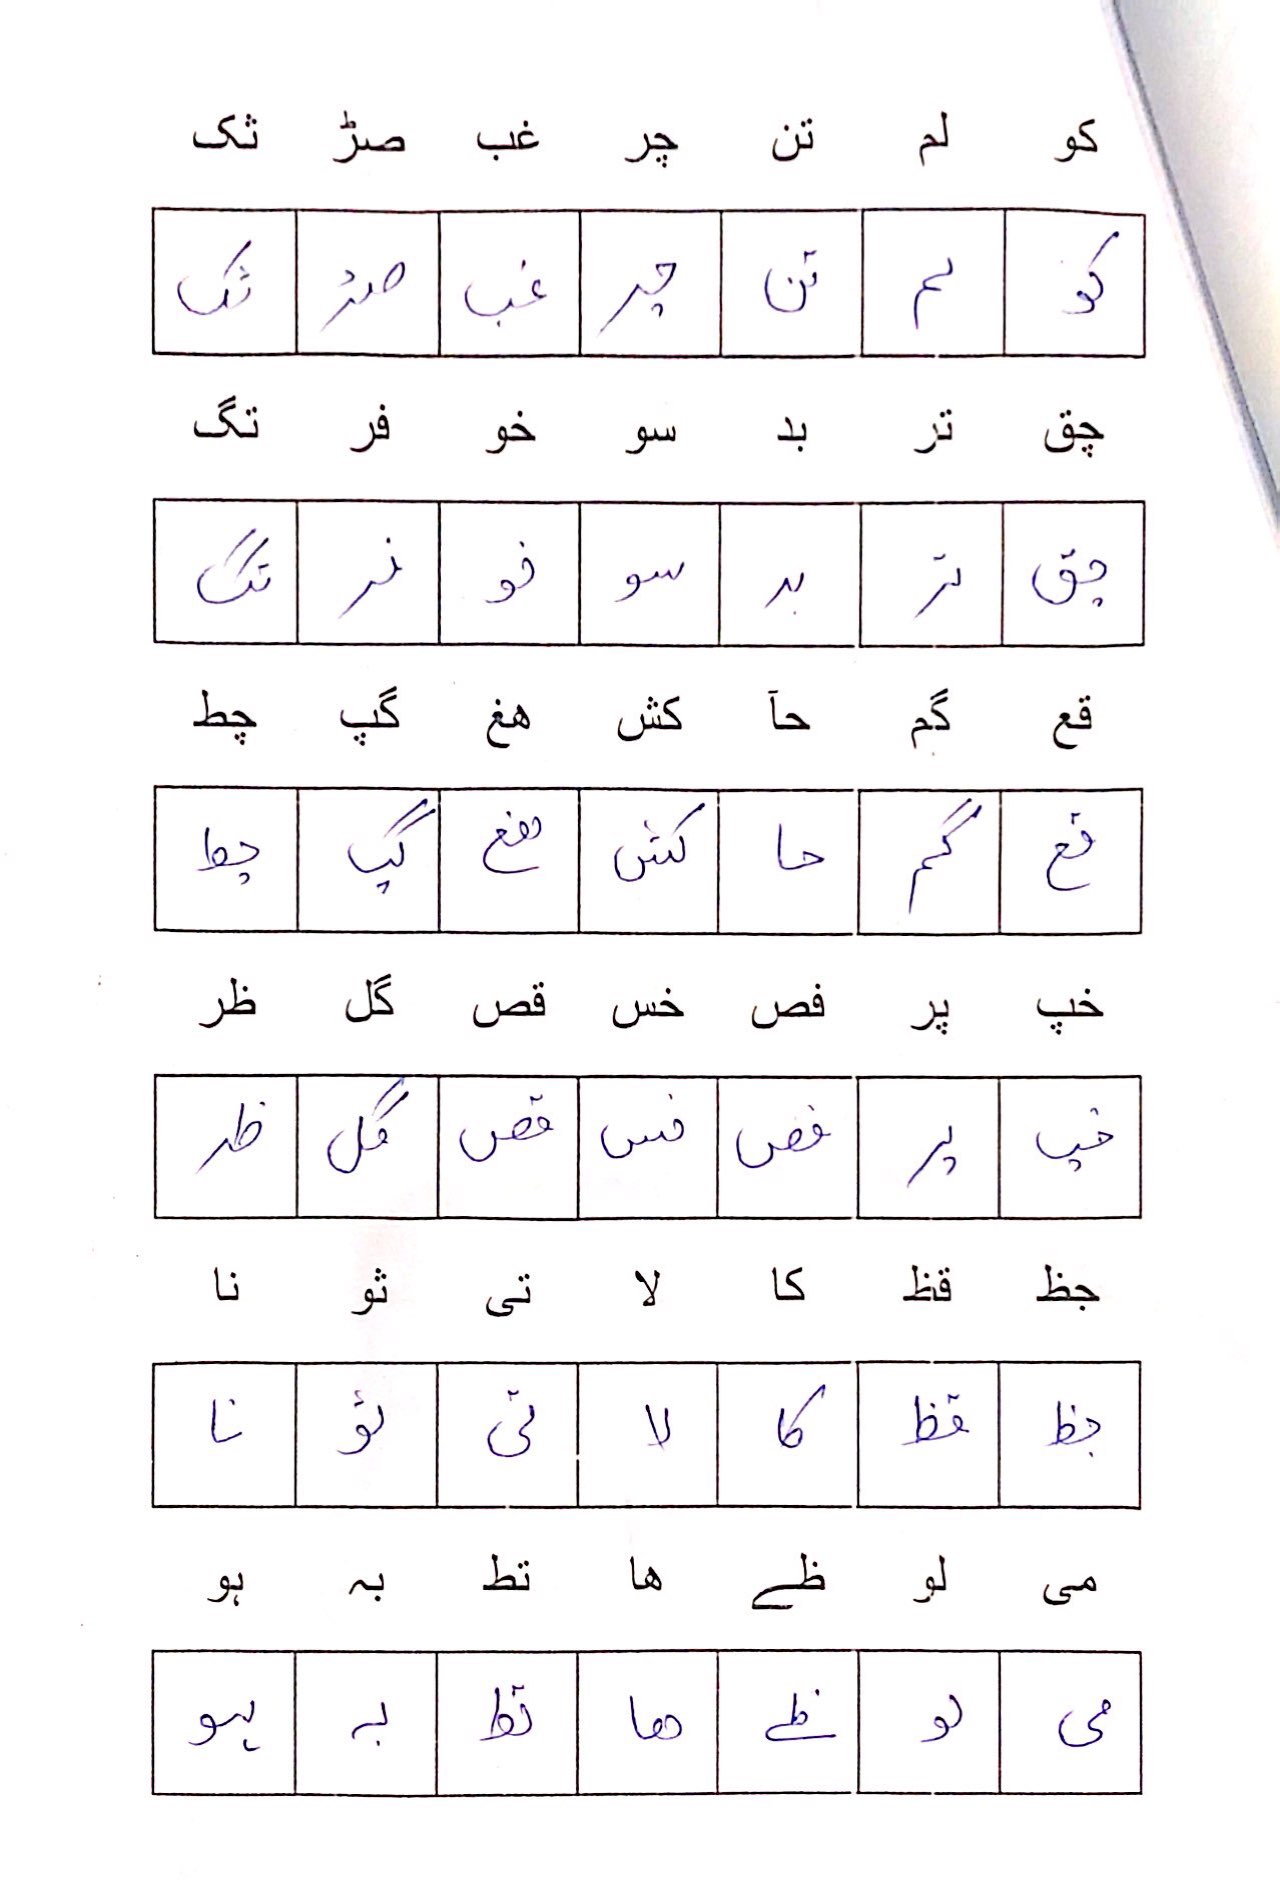 کو لم تن چر غب صڑ ثک
کو لم تن چر غب صڑ ثک
چق تر بد سو خو فر تگ
چق تر بد سو خو فر تگ
قع گم حآ کش ھغ گپ چط
قع گم حا کش ھغ گپ چط
خپ پر فص خس قص گل ظر
خپ پر فص خس قص گل ظر
جظ قظ کا لا تی ثو نا
جظ قظ کا لا تی ثو نا
می لو ظے ھا تط بہ ہو
می لو ظے ھا تط بہ ہو